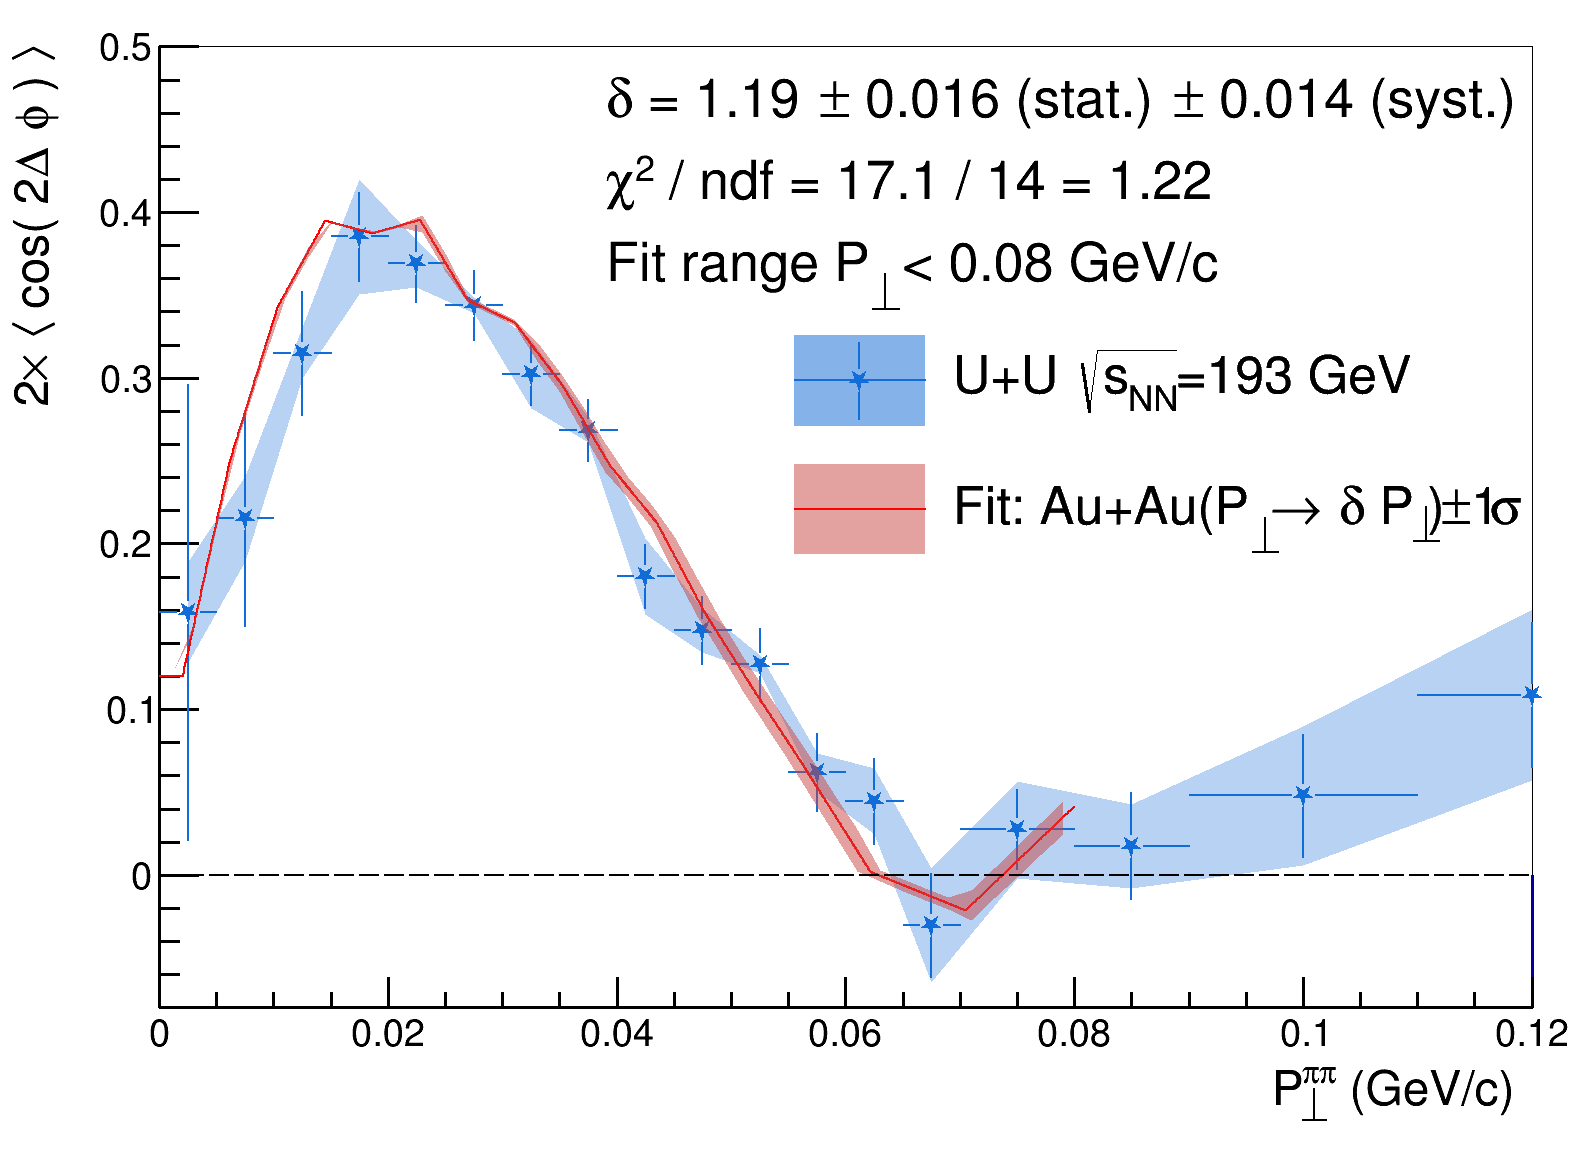 2× ⟨ cos( 2Δ ϕ ) ⟩
0.5
0.4
0.3
0.2
0.1
0
δ = 1.19 ± 0.016 (stat.) ± 0.014 (syst.)
χ² / ndf = 17.1 / 14 = 1.22
Fit range P⊥ < 0.08 GeV/c
U+U √sNN=193 GeV
Fit: Au+Au(P⊥→ δ P⊥)±1σ
0 0.02 0.04 0.06 0.08 0.1 0.12
P⊥ππ (GeV/c)